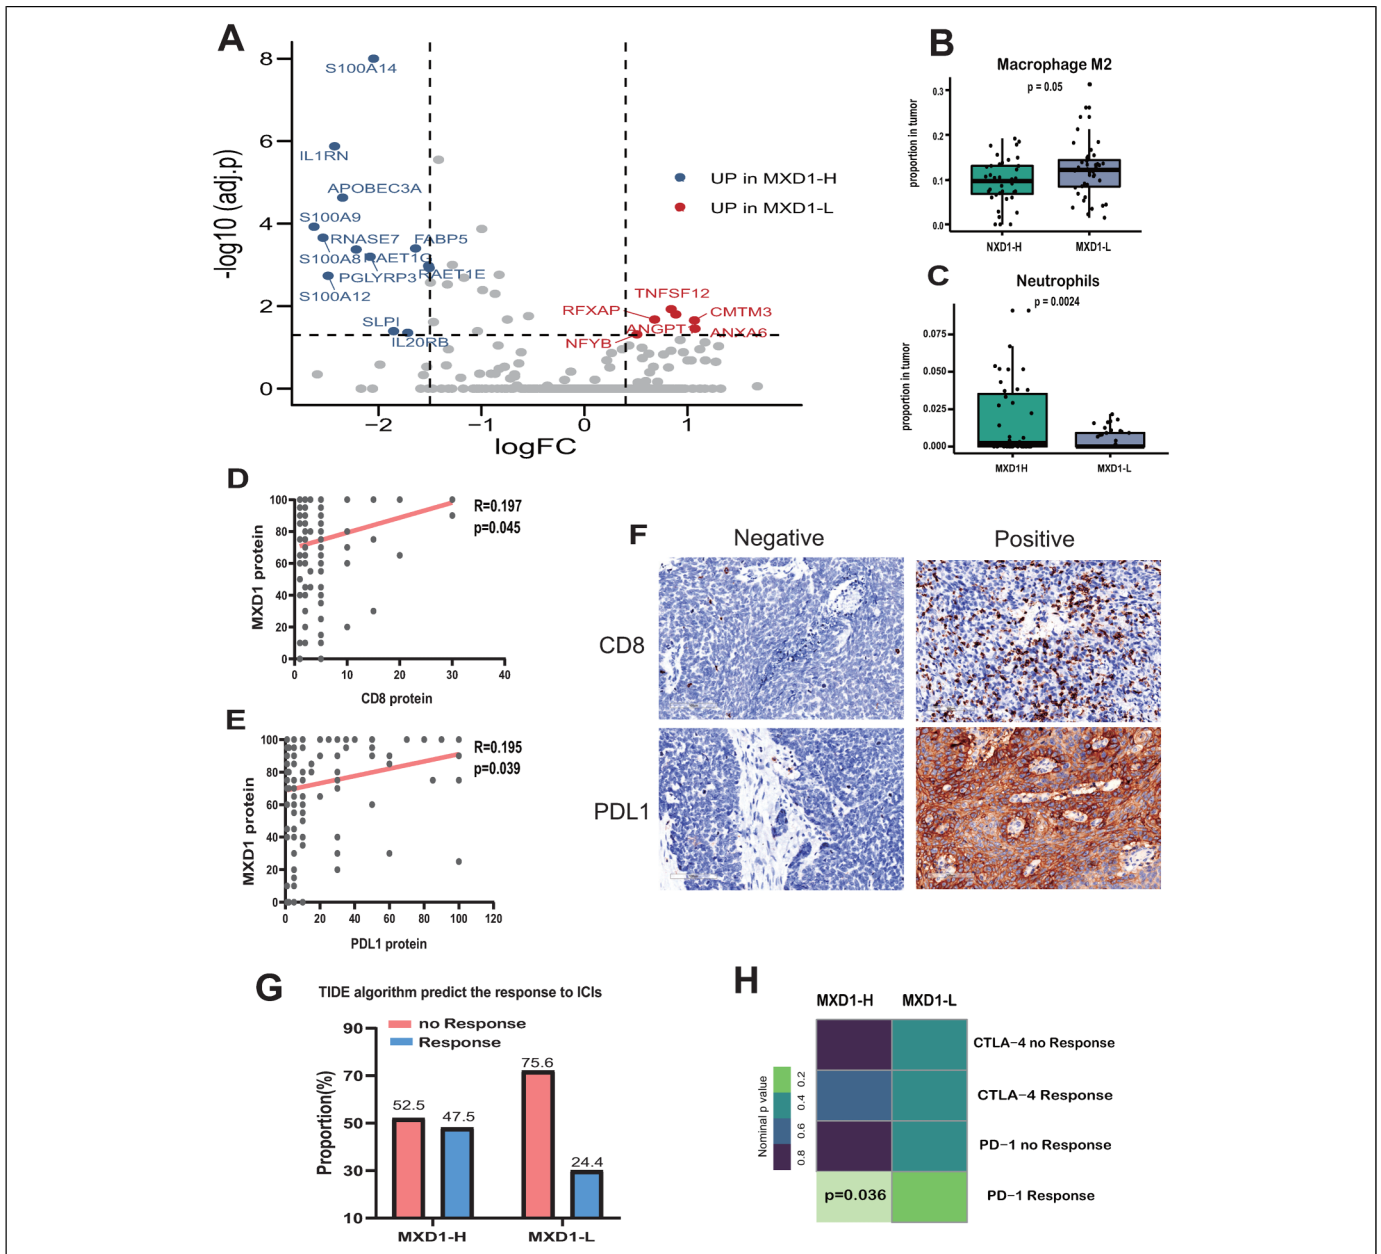 A
8
6
4
2
0
-log10 (adj.p)
S100A14
IL1RN
APOBEC3A
S100A9
RNASE7
FABP5
S100A8
RAET1G
PGLYRP3
RAET1E
S100A12
SLPI
IL20RB
UP in MXD1-H
UP in MXD1-L
TNFSF12
RFXAP
CMTM3
ANGPT1
ANXA6
NFYB
−2
−1
0
1
logFC
B
Macrophage M2
p = 0.05
proportion in tumor
0.3
0.2
0.1
0.0
NXD1-H
MXD1-L
C
Neutrophils
p = 0.0024
proportion in tumor
0.075
0.050
0.025
0.000
MXD1H
MXD1-L
D
MXD1 protein
100
80
60
40
20
0
R=0.197
p=0.045
0 10 20 30 40
CD8 protein
E
MXD1 protein
100
80
60
40
20
0
R=0.195
p=0.039
0 20 40 60 80 100 120
PDL1 protein
F
Negative
Positive
CD8
PDL1
G
TIDE algorithm predict the response to ICIs
no Response
Response
Proportion(%)
90
70
50
30
10
52.5
47.5
75.6
24.4
MXD1-H
MXD1-L
H
MXD1-H
MXD1-L
CTLA−4 no Response
CTLA−4 Response
PD−1 no Response
PD−1 Response
p=0.036
Nominal p value
0.2
0.4
0.6
0.8